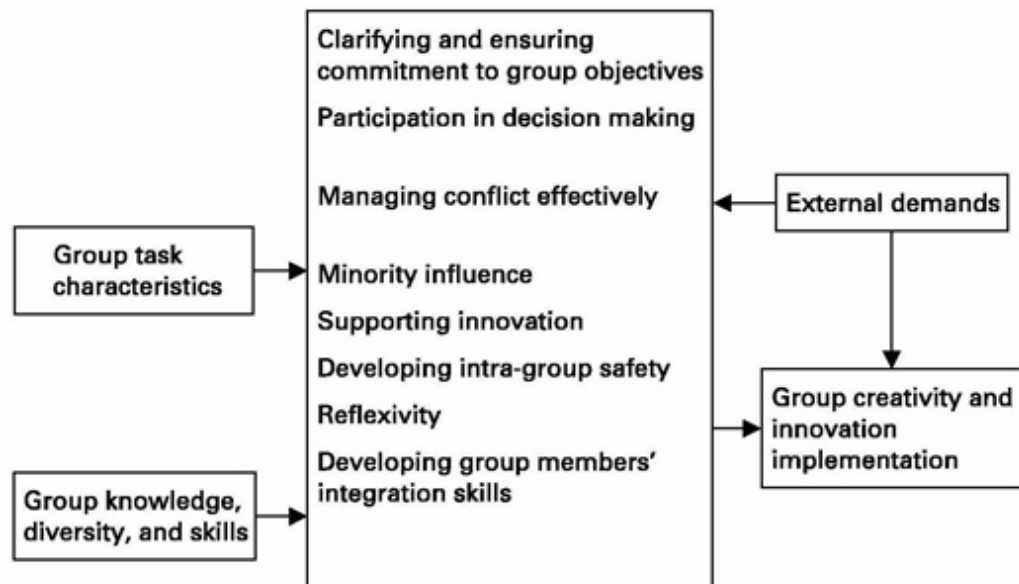 Clarifying and ensuring
commitment to group objectives
Participation in decision making
Managing conflict effectively
External demands
Group task
characteristics
Minority influence
Supporting innovation
Developing intra-group safety
Reflexivity
Group creativity and
innovation
implementation
Developing group members’
integration skills
Group knowledge,
diversity, and skills